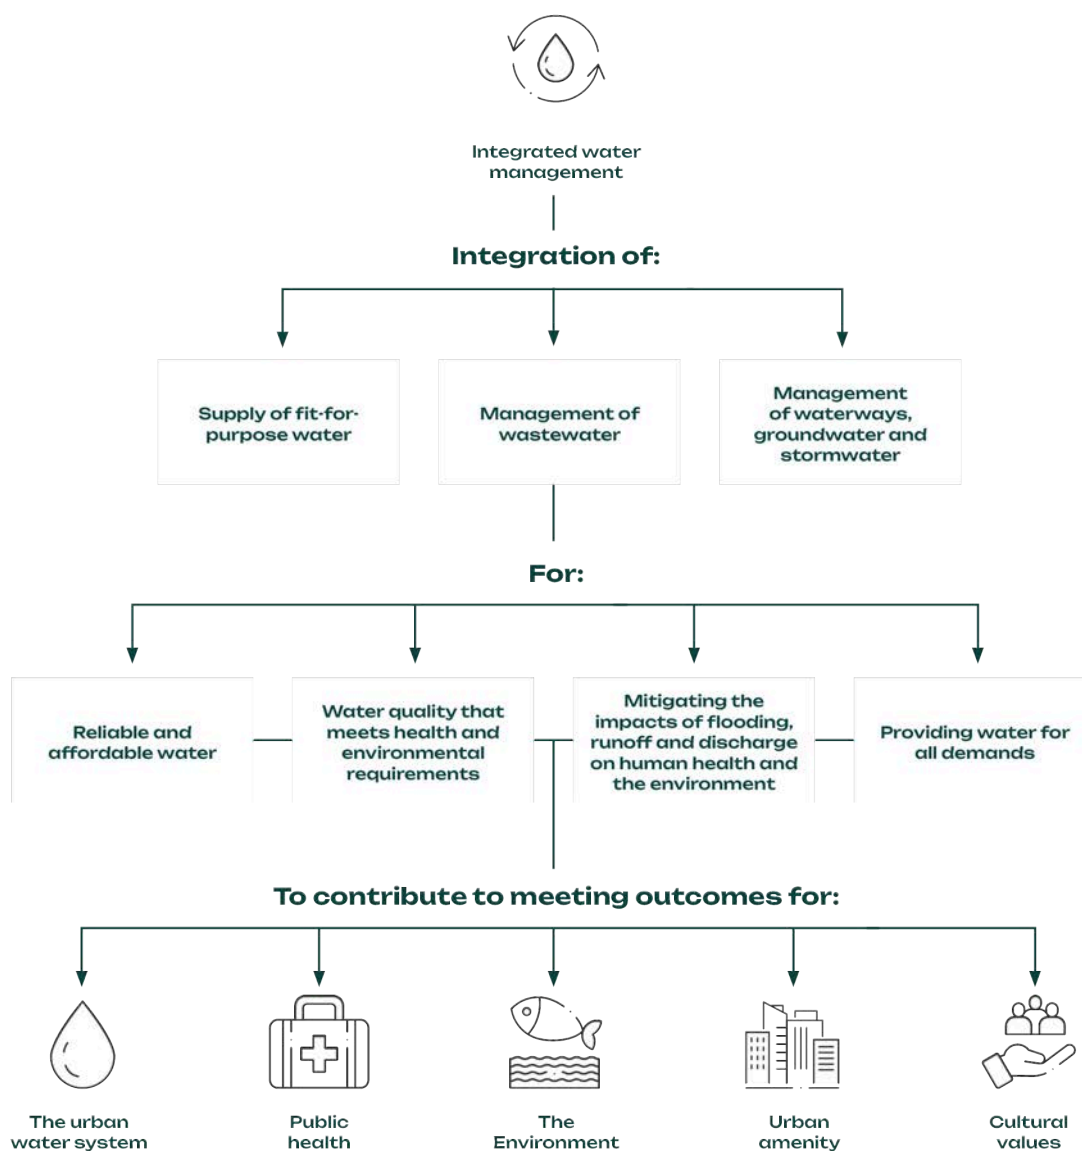 Integrated water
management
Integration of:
Supply of fit-for-
purpose water
Management of
wastewater
Management
of waterways,
groundwater and
stormwater
For:
Reliable and
affordable water
Water quality that
meets health and
environmental
requirements
Mitigating the
impacts of flooding,
runoff and discharge
on human health and
the environment
Providing water for
all demands
To contribute to meeting outcomes for:
The urban
water system
Public
health
The
Environment
Urban
amenity
Cultural
values